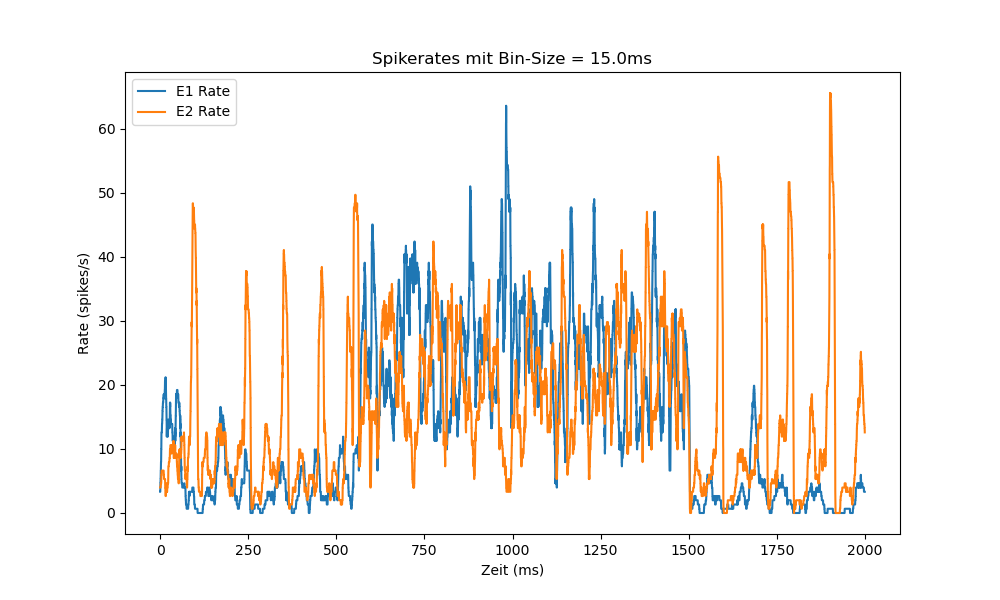 Spikerates mit Bin-Size = 15.0ms
E1 Rate
E2 Rate
Rate (spikes/s)
60
50
40
30
20
10
0
0 250 500 750 1000 1250 1500 1750 2000
Zeit (ms)